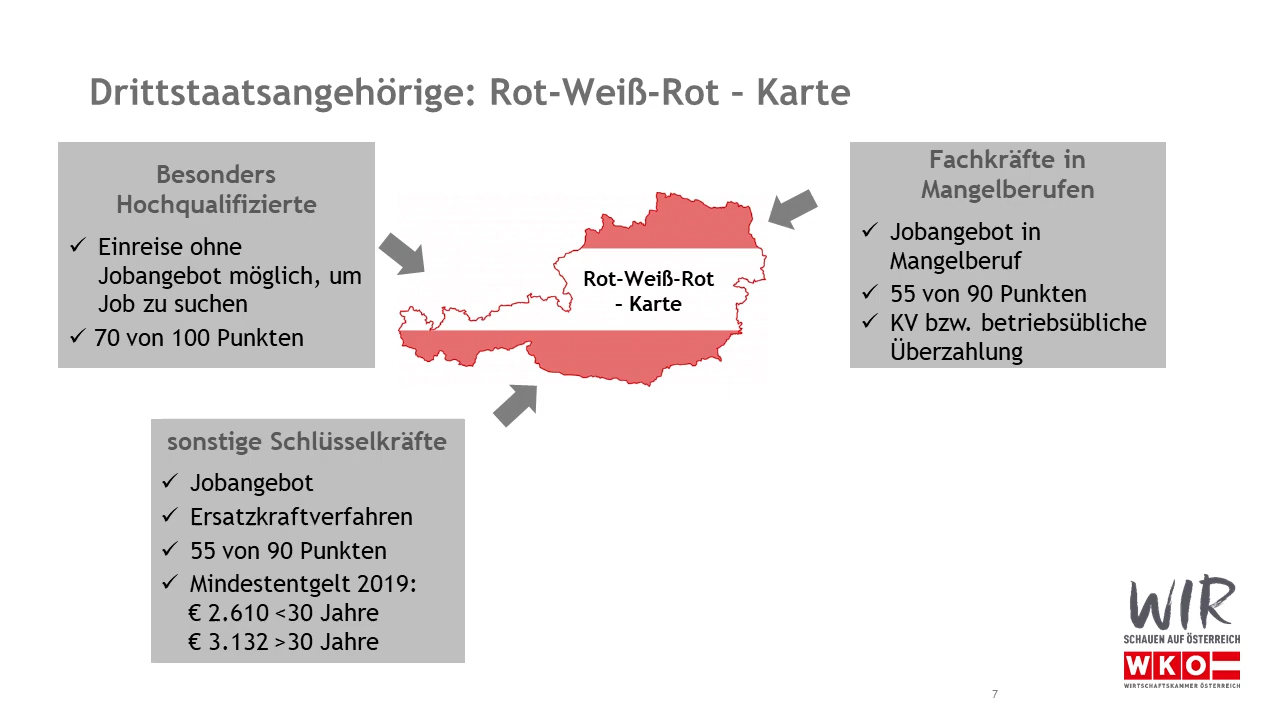 Drittstaatsangehörige: Rot-Weiß-Rot – Karte
Besonders
Hochqualifizierte
✓ Einreise ohne
Jobangebot möglich, um
Job zu suchen
✓ 70 von 100 Punkten
Rot-Weiß-Rot
– Karte
Fachkräfte in
Mangelberufen
✓ Jobangebot in
Mangelberuf
✓ 55 von 90 Punkten
✓ KV bzw. betriebsübliche
Überzahlung
sonstige Schlüsselkräfte
✓ Jobangebot
✓ Ersatzkraftverfahren
✓ 55 von 90 Punkten
✓ Mindestentgelt 2019:
€ 2.610 <30 Jahre
€ 3.132 >30 Jahre
WIR
SCHAUEN AUF ÖSTERREICH
WKO
WIRTSCHAFTSKAMMER ÖSTERREICH
7